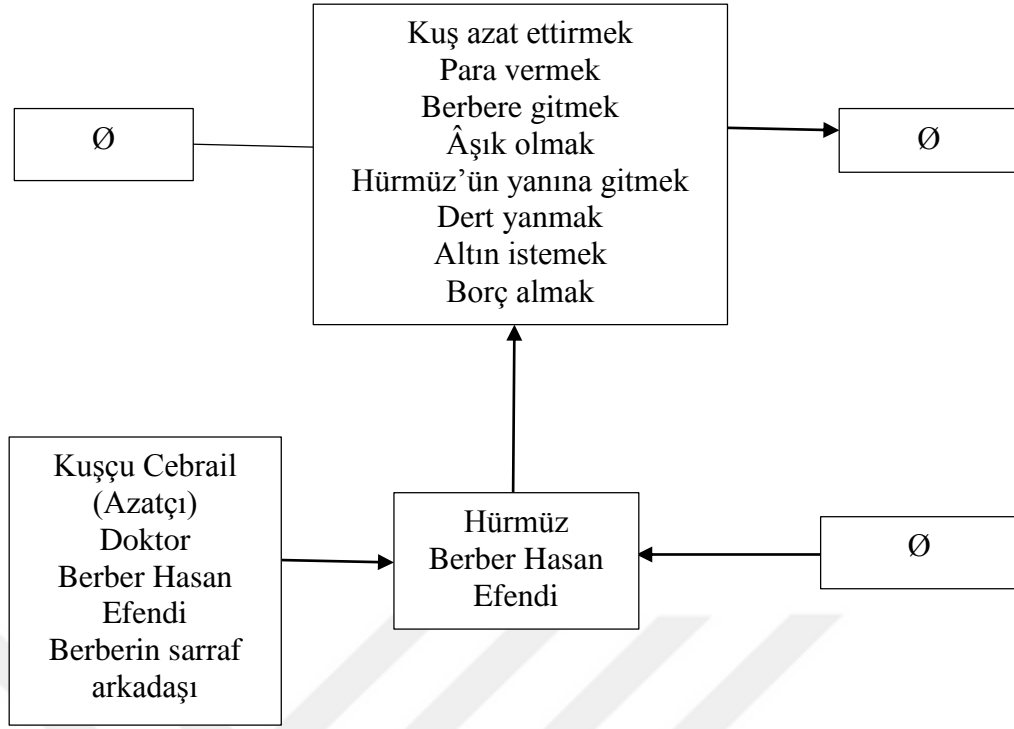 Kuş azat ettirmek
Para vermek
Berbere gitmek
Âşık olmak
Hürmüz’ün yanına gitmek
Dert yanmak
Altın istemek
Borç almak
Ø
Ø
Kuşçu Cebrail
(Azatçı)
Doktor
Berber Hasan
Efendi
Berberin sarraf
arkadaşı
Hürmüz
Berber Hasan
Efendi
Ø